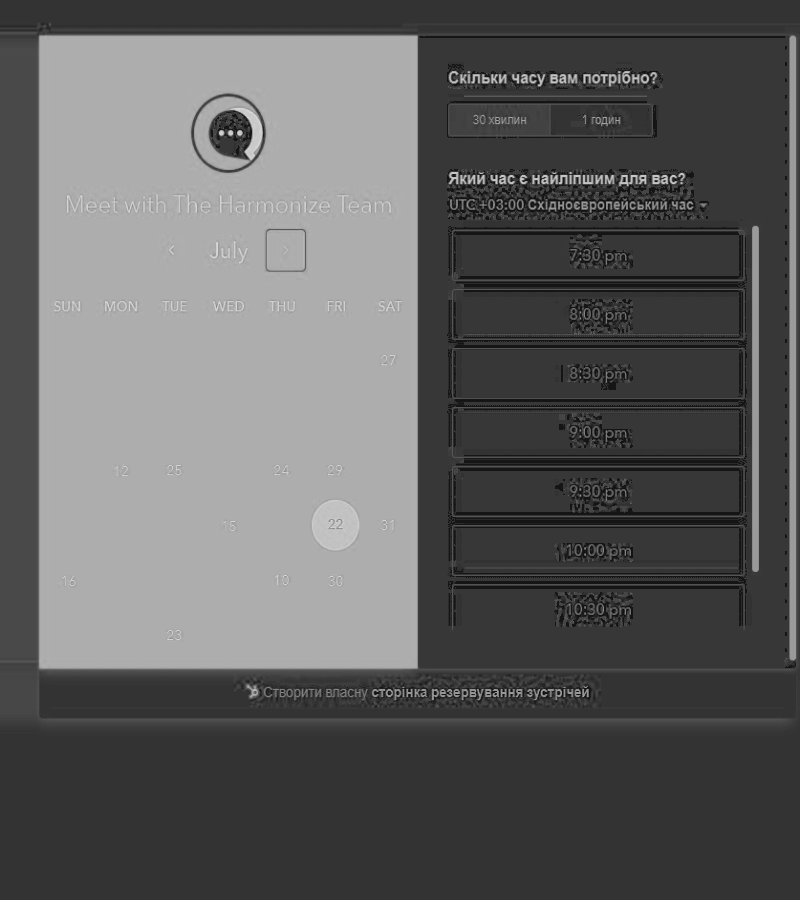 Meet with The Harmonize Team
July
SUN MON TUE WED THU FRI SAT
27
12 25 24 29
15 22 31
16 10 30
23
Скільки часу вам потрібно?
30 хвилин 1 годин
Який час є найліпшим для вас?
UTC +03:00 Східноєвропейський час
7:30 pm
8:00 pm
8:30 pm
9:00 pm
9:30 pm
10:00 pm
10:30 pm
Створити власну сторінка резервування зустрічей